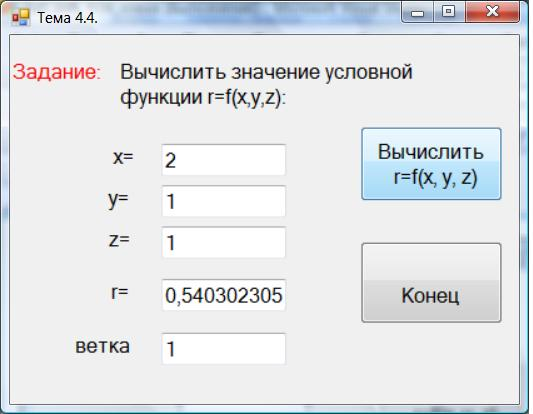 Тема 4.4.
Задание: Вычислить значение условной
функции r=f(x,y,z):
x= 2
y= 1
z= 1
r= 0,540302305
ветка 1
Вычислить
r=f(x, y, z)
Конец